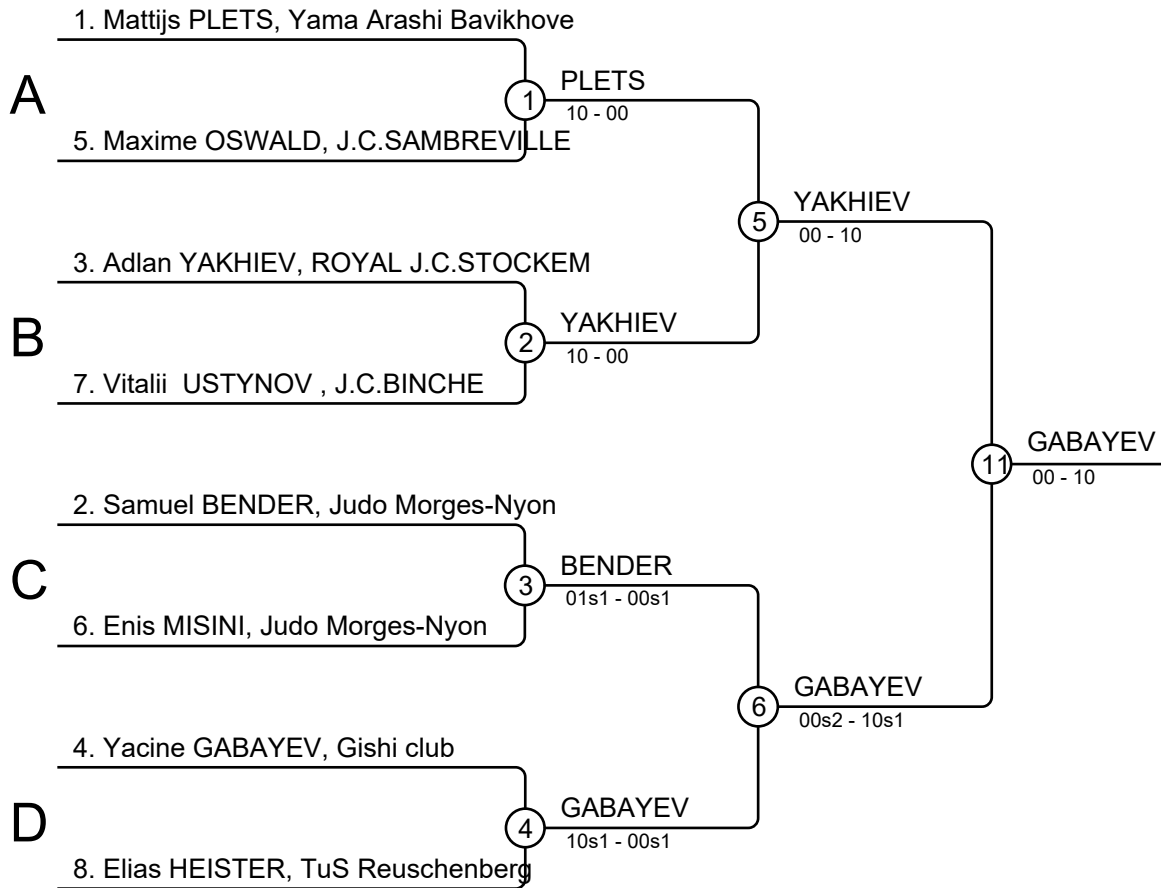 1. Mattijs PLETS, Yama Arashi Bavikhove
A
1
PLETS
10 - 00
5. Maxime OSWALD, J.C.SAMBREVILLE
5
YAKHIEV
00 - 10
3. Adlan YAKHIEV, ROYAL J.C.STOCKEM
B
2
YAKHIEV
10 - 00
7. Vitalii  USTYNOV , J.C.BINCHE
11
GABAYEV
00 - 10
2. Samuel BENDER, Judo Morges-Nyon
C
3
BENDER
01s1 - 00s1
6. Enis MISINI, Judo Morges-Nyon
6
GABAYEV
00s2 - 10s1
4. Yacine GABAYEV, Gishi club
D
4
GABAYEV
10s1 - 00s1
8. Elias HEISTER, TuS Reuschenberg